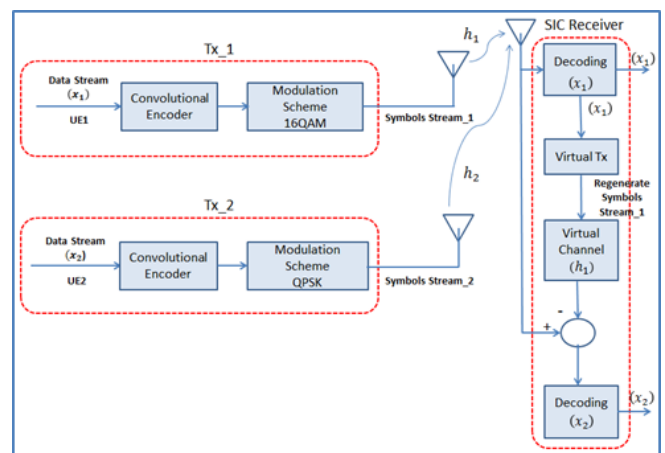 SIC Receiver
Tx_1
h₁
Data Stream
(x₁)
UE1
Convolutional
Encoder
Modulation
Scheme
16QAM
Symbols Stream_1
Decoding
(x₁)
(x₁)
(x₁)
Virtual Tx
Regenerate
Symbols
Stream_1
Virtual
Channel
(h₁)
-
+
Decoding
(x₂)
(x₂)
h₂
Tx_2
Data Stream
(x₂)
UE2
Convolutional
Encoder
Modulation
Scheme
QPSK
Symbols Stream_2